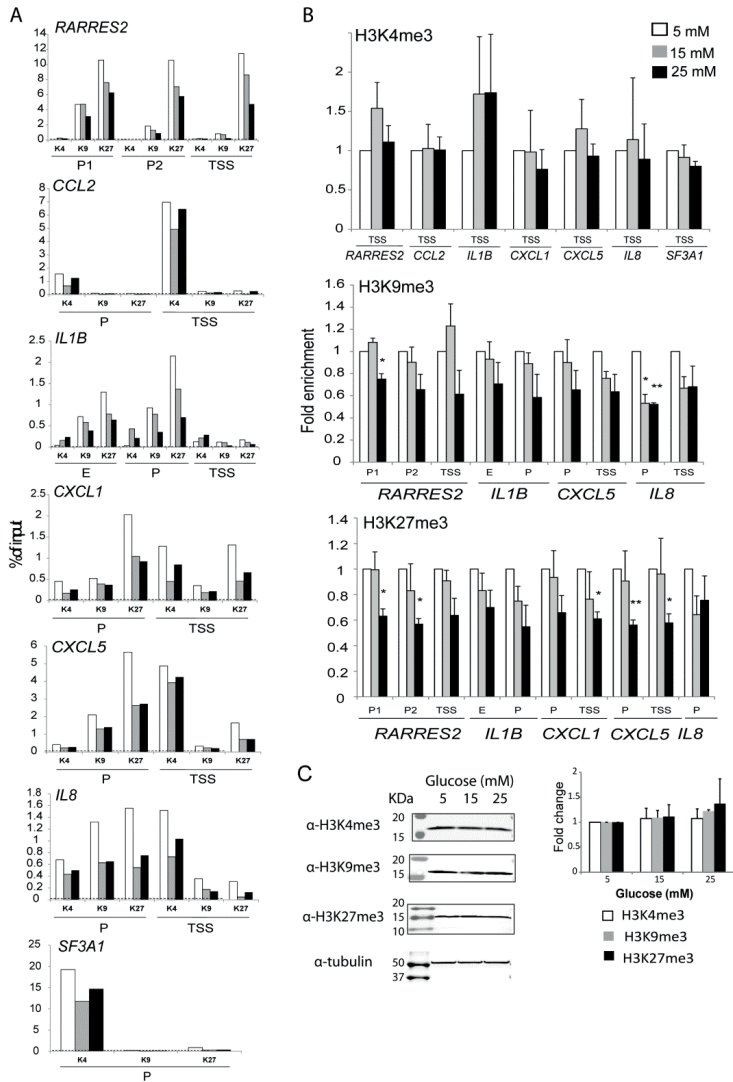 A
RARRES2
14
12
10
8
6
4
2
0
K4 K9 K27 K4 K9 K27 K4 K9 K27
P1 P2 TSS
CCL2
8
7
6
5
4
3
2
1
0
K4 K9 K27 K4 K9 K27
P TSS
IL1B
2.5
2
1.5
1
0.5
0
K4 K9 K27 K4 K9 K27 K4 K9 K27
E P TSS
% of input
CXCL1
2.5
2
1.5
1
0.5
0
K4 K9 K27 K4 K9 K27
P TSS
CXCL5
6
5
4
3
2
1
0
K4 K9 K27 K4 K9 K27
P TSS
IL8
1.8
1.6
1.4
1.2
1.0
0.8
0.6
0.4
0.2
0
K4 K9 K27 K4 K9 K27
P TSS
SF3A1
25
20
15
10
5
0
K4 K9 K27
P
B
H3K4me3
5 mM
15 mM
25 mM
2
1.5
1
0.5
0
TSS TSS TSS TSS TSS TSS TSS
RARRES2 CCL2 IL1B CXCL1 CXCL5 IL8 SF3A1
Fold enrichment
H3K9me3
1.6
1.4
1.2
1
0.8
0.6
0.4
0.2
0
* * **
P1 P2 TSS E P P TSS P TSS
RARRES2 IL1B CXCL5 IL8
H3K27me3
1.4
1.2
1
0.8
0.6
0.4
0.2
0
* * * ** *
P1 P2 TSS E P P TSS P TSS P
RARRES2 IL1B CXCL1 CXCL5 IL8
C
Glucose (mM)
KDa 5 15 25
α-H3K4me3
20
15
α-H3K9me3
20
15
α-H3K27me3
20
15
10
α-tubulin
50
37
Fold change
2
1.5
1
0.5
0
5 15 25
Glucose (mM)
H3K4me3
H3K9me3
H3K27me3